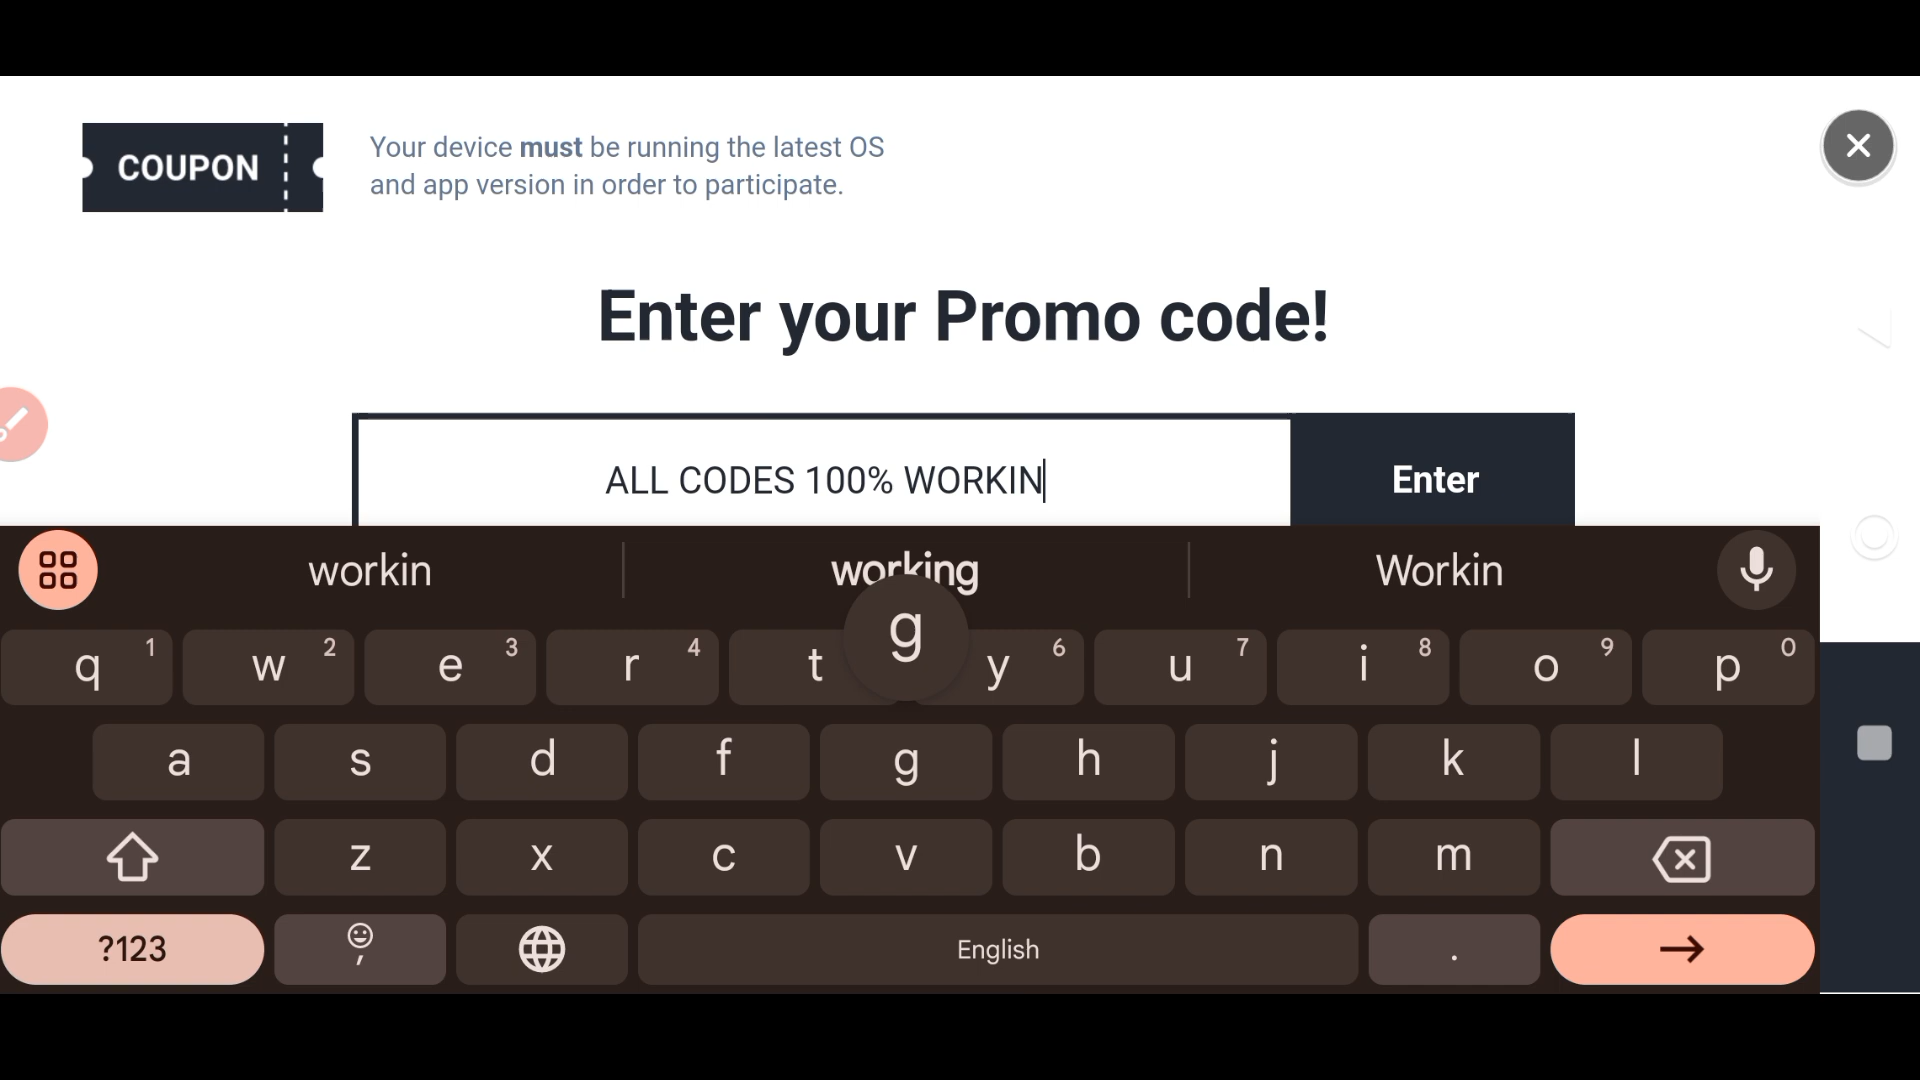 COUPON
Your device must be running the latest OS
and app version in order to participate.
Enter your Promo code!
ALL CODES 100% WORKIN
Enter
workin
working
Workin
g
q 1 w 2 e 3 r 4 t y 6 u 7 i 8 o 9 p 0
a s d f g h j k l
z x c v b n m
?123 , English .